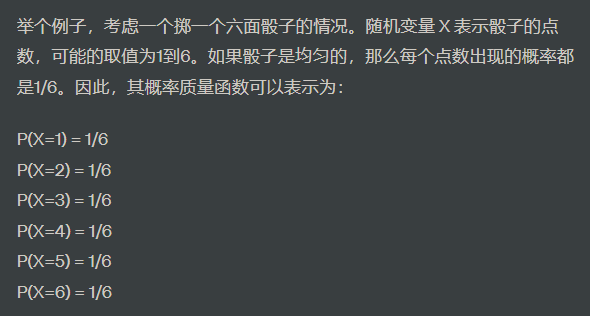 举个例子，考虑一个掷一个六面骰子的情况。随机变量 X 表示骰子的点
数，可能的取值为1到6。如果骰子是均匀的，那么每个点数出现的概率都
是1/6。因此，其概率质量函数可以表示为：
P(X=1) = 1/6
P(X=2) = 1/6
P(X=3) = 1/6
P(X=4) = 1/6
P(X=5) = 1/6
P(X=6) = 1/6